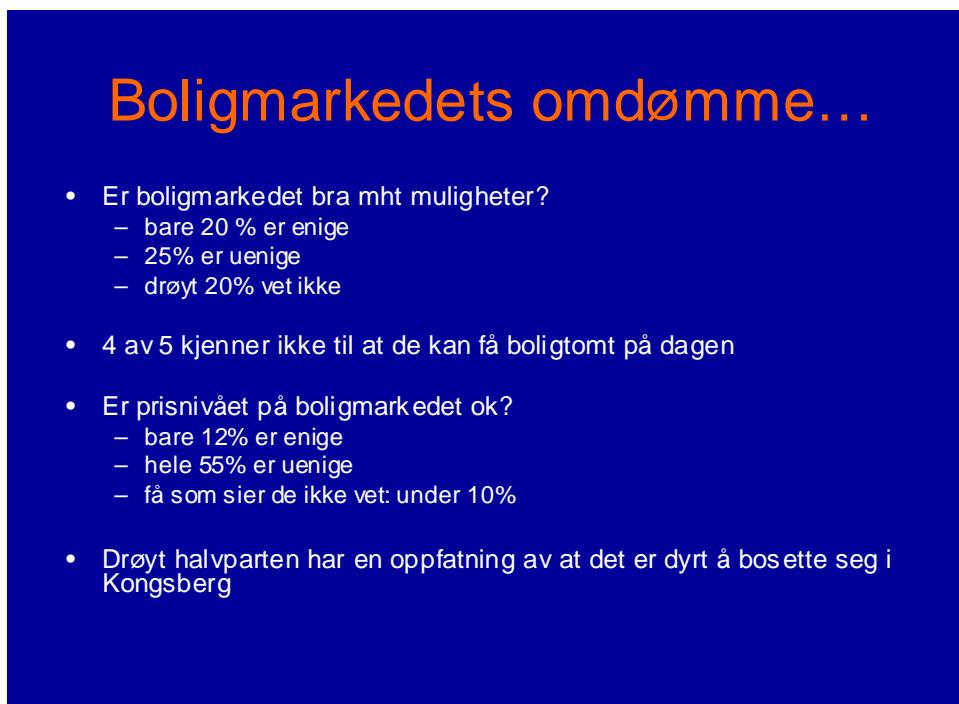 Boligmarkedets omdømme…
• Er boligmarkedet bra mht muligheter?
– bare 20 % er enige
– 25% er uenige
– drøyt 20% vet ikke
• 4 av 5 kjenner ikke til at de kan få boligtomt på dagen
• Er prisnivået på boligmarkedet ok?
– bare 12% er enige
– hele 55% er uenige
– få som sier de ikke vet: under 10%
• Drøyt halvparten har en oppfatning av at det er dyrt å bosette seg i
Kongsberg